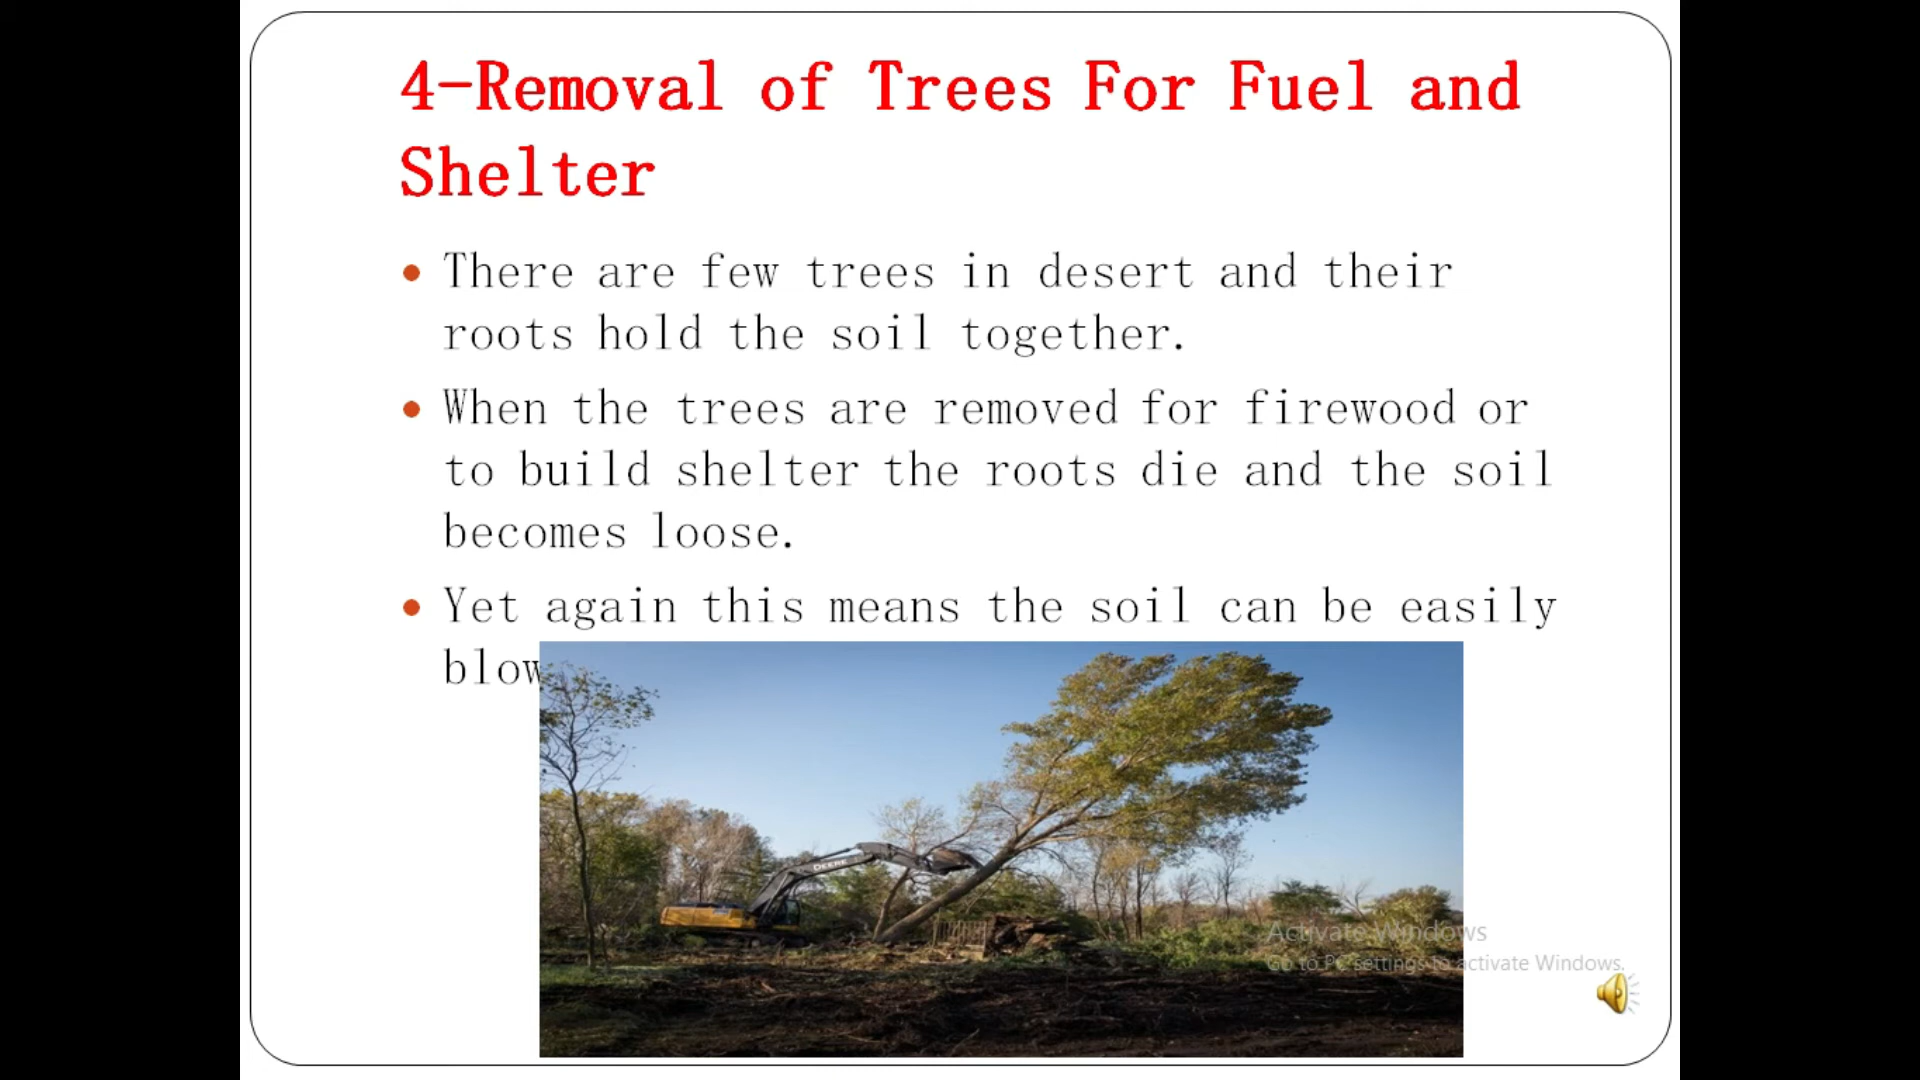 4-Removal of Trees For Fuel and
Shelter
There are few trees in desert and their
roots hold the soil together.
When the trees are removed for firewood or
to build shelter the roots die and the soil
becomes loose.
Yet again this means the soil can be easily
blow
DEERE
Activate Windows
Go to PC settings to activate Windows.